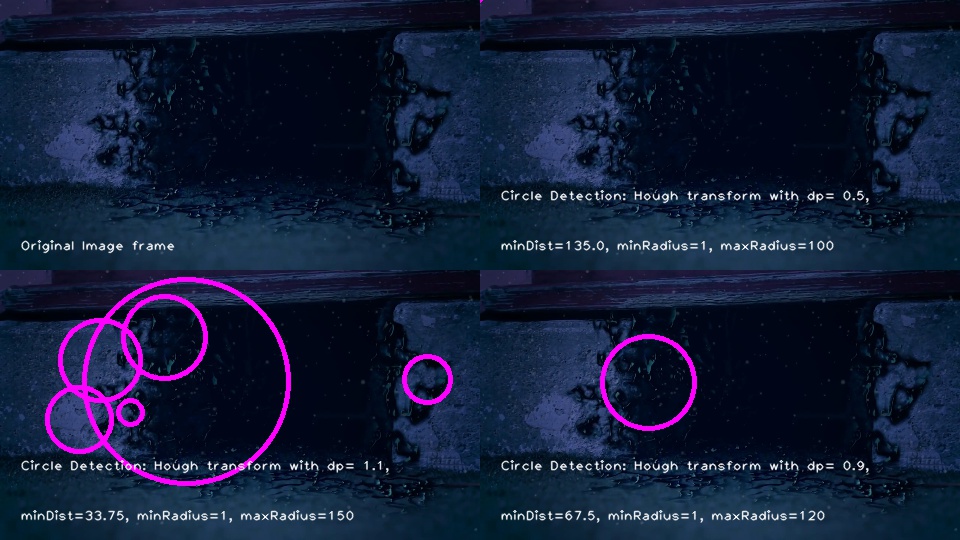 Original Image frame
Circle Detection: Hough transform with dp= 0.5,
minDist=135.0, minRadius=1, maxRadius=100
Circle Detection: Hough transform with dp= 1.1,
minDist=33.75, minRadius=1, maxRadius=150
Circle Detection: Hough transform with dp= 0.9,
minDist=67.5, minRadius=1, maxRadius=120